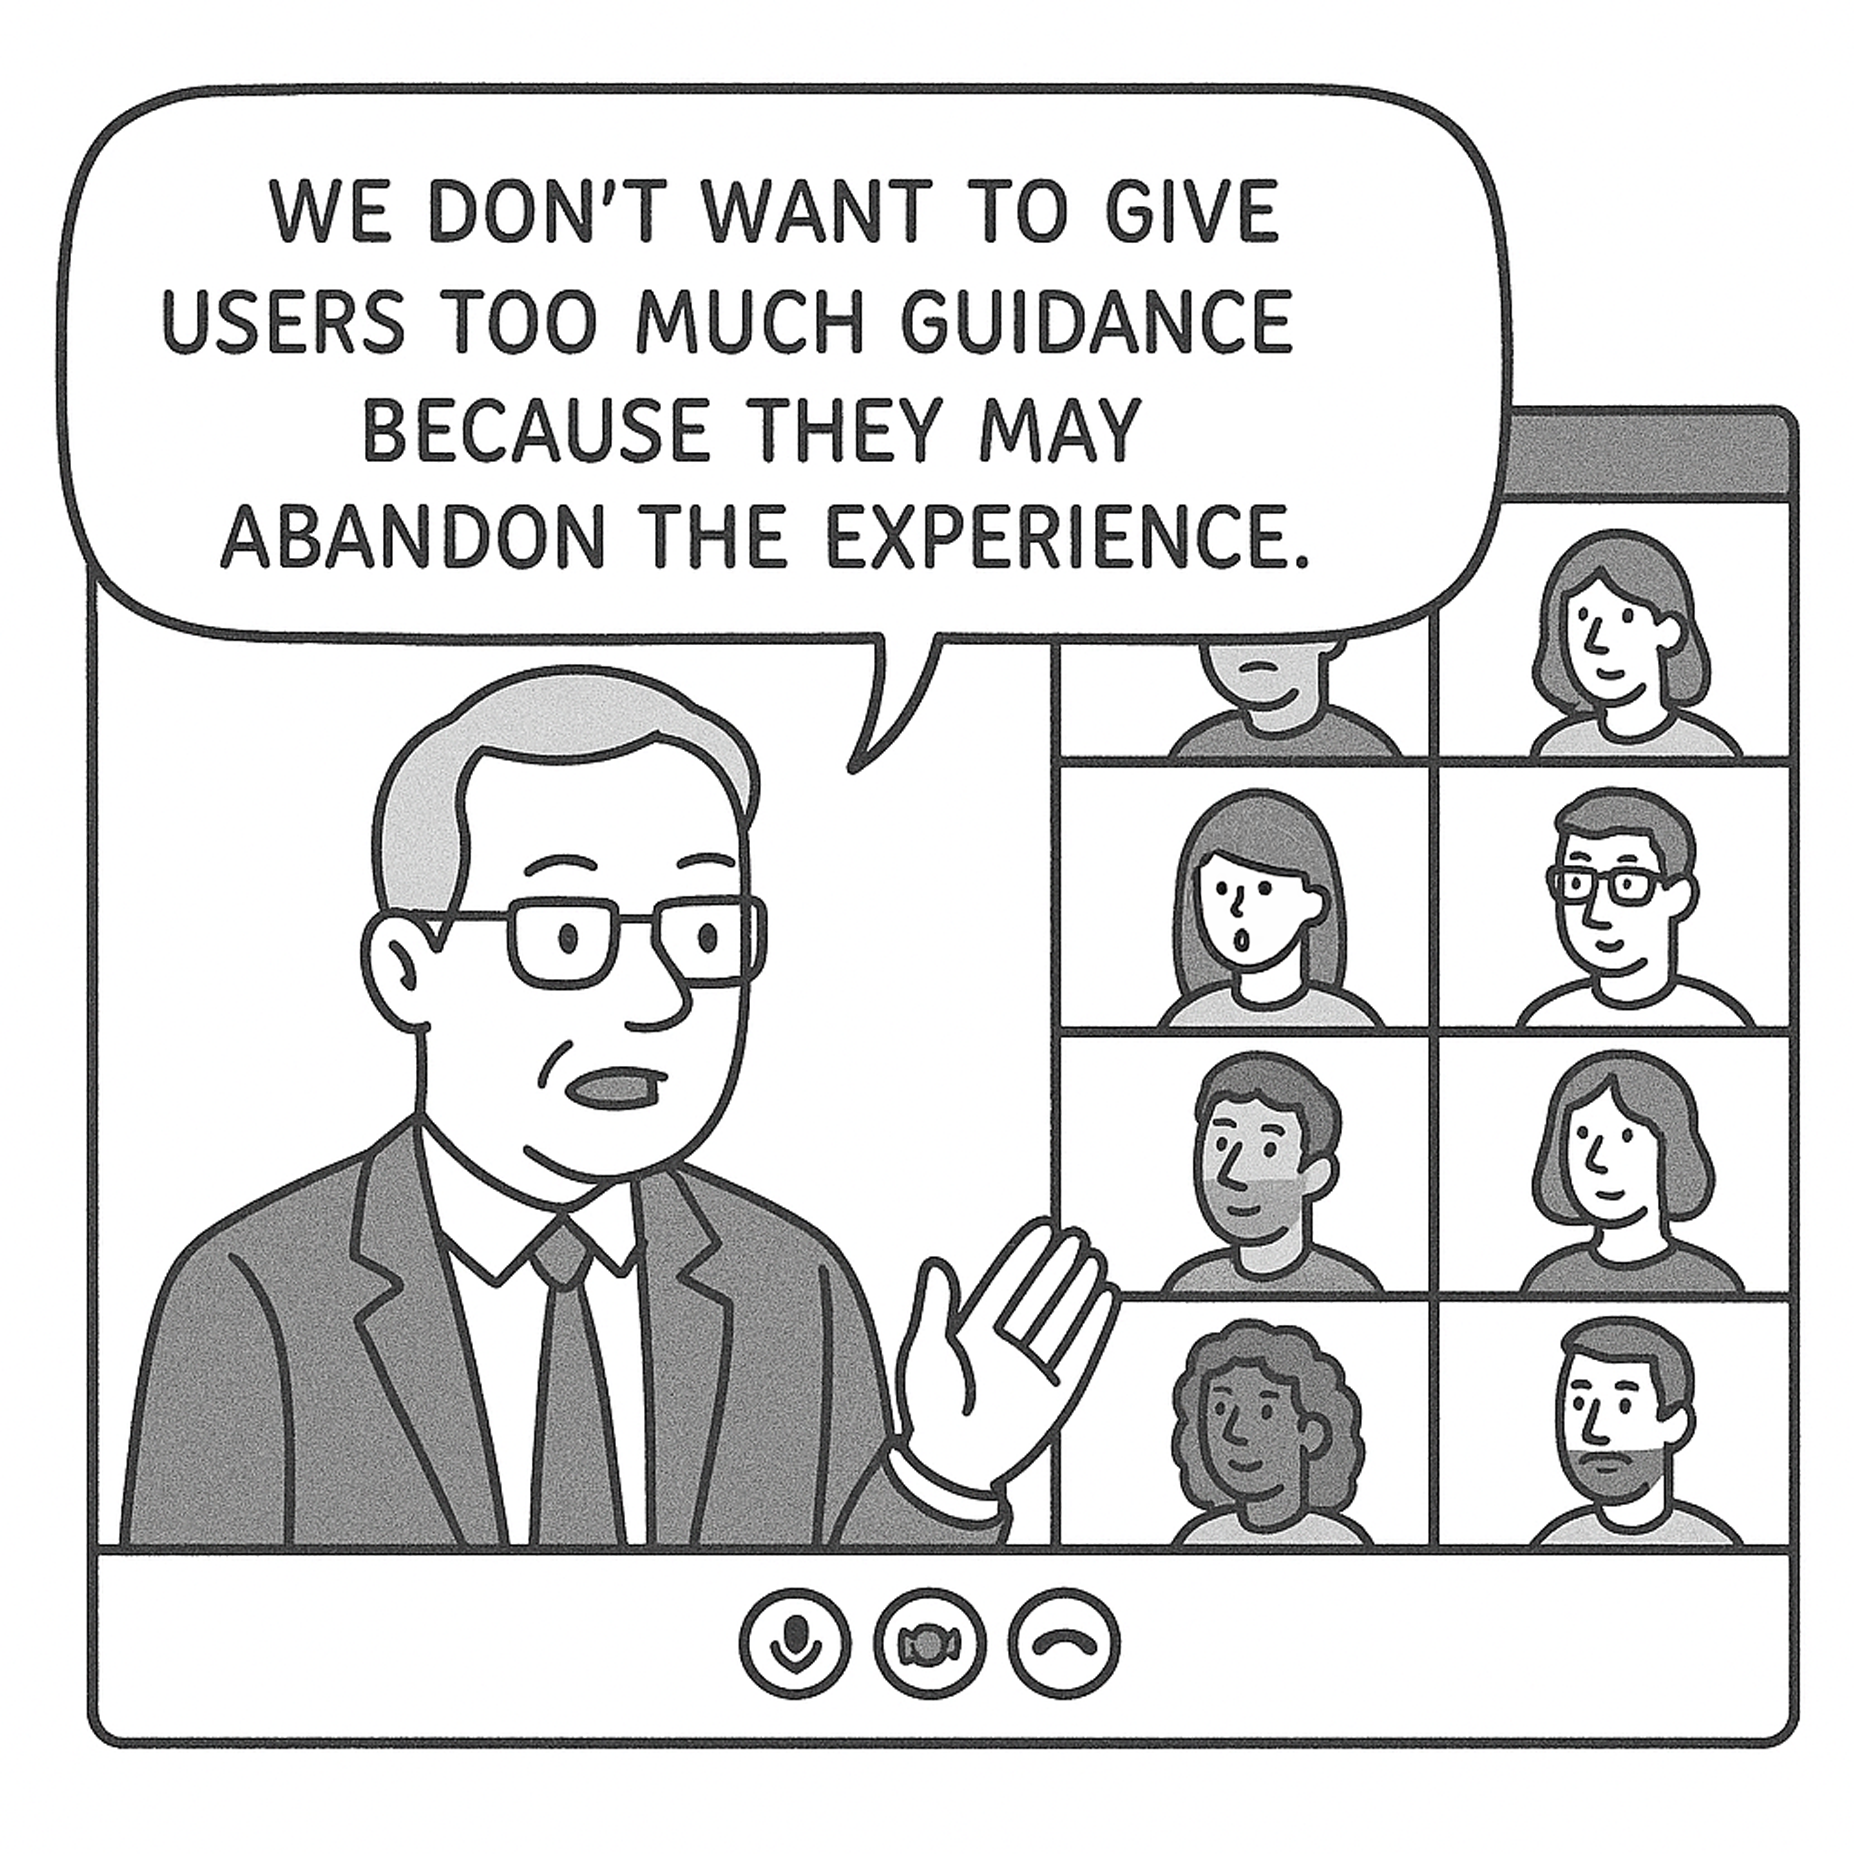 WE DON'T WANT TO GIVE
USERS TOO MUCH GUIDANCE
BECAUSE THEY MAY
ABANDON THE EXPERIENCE.